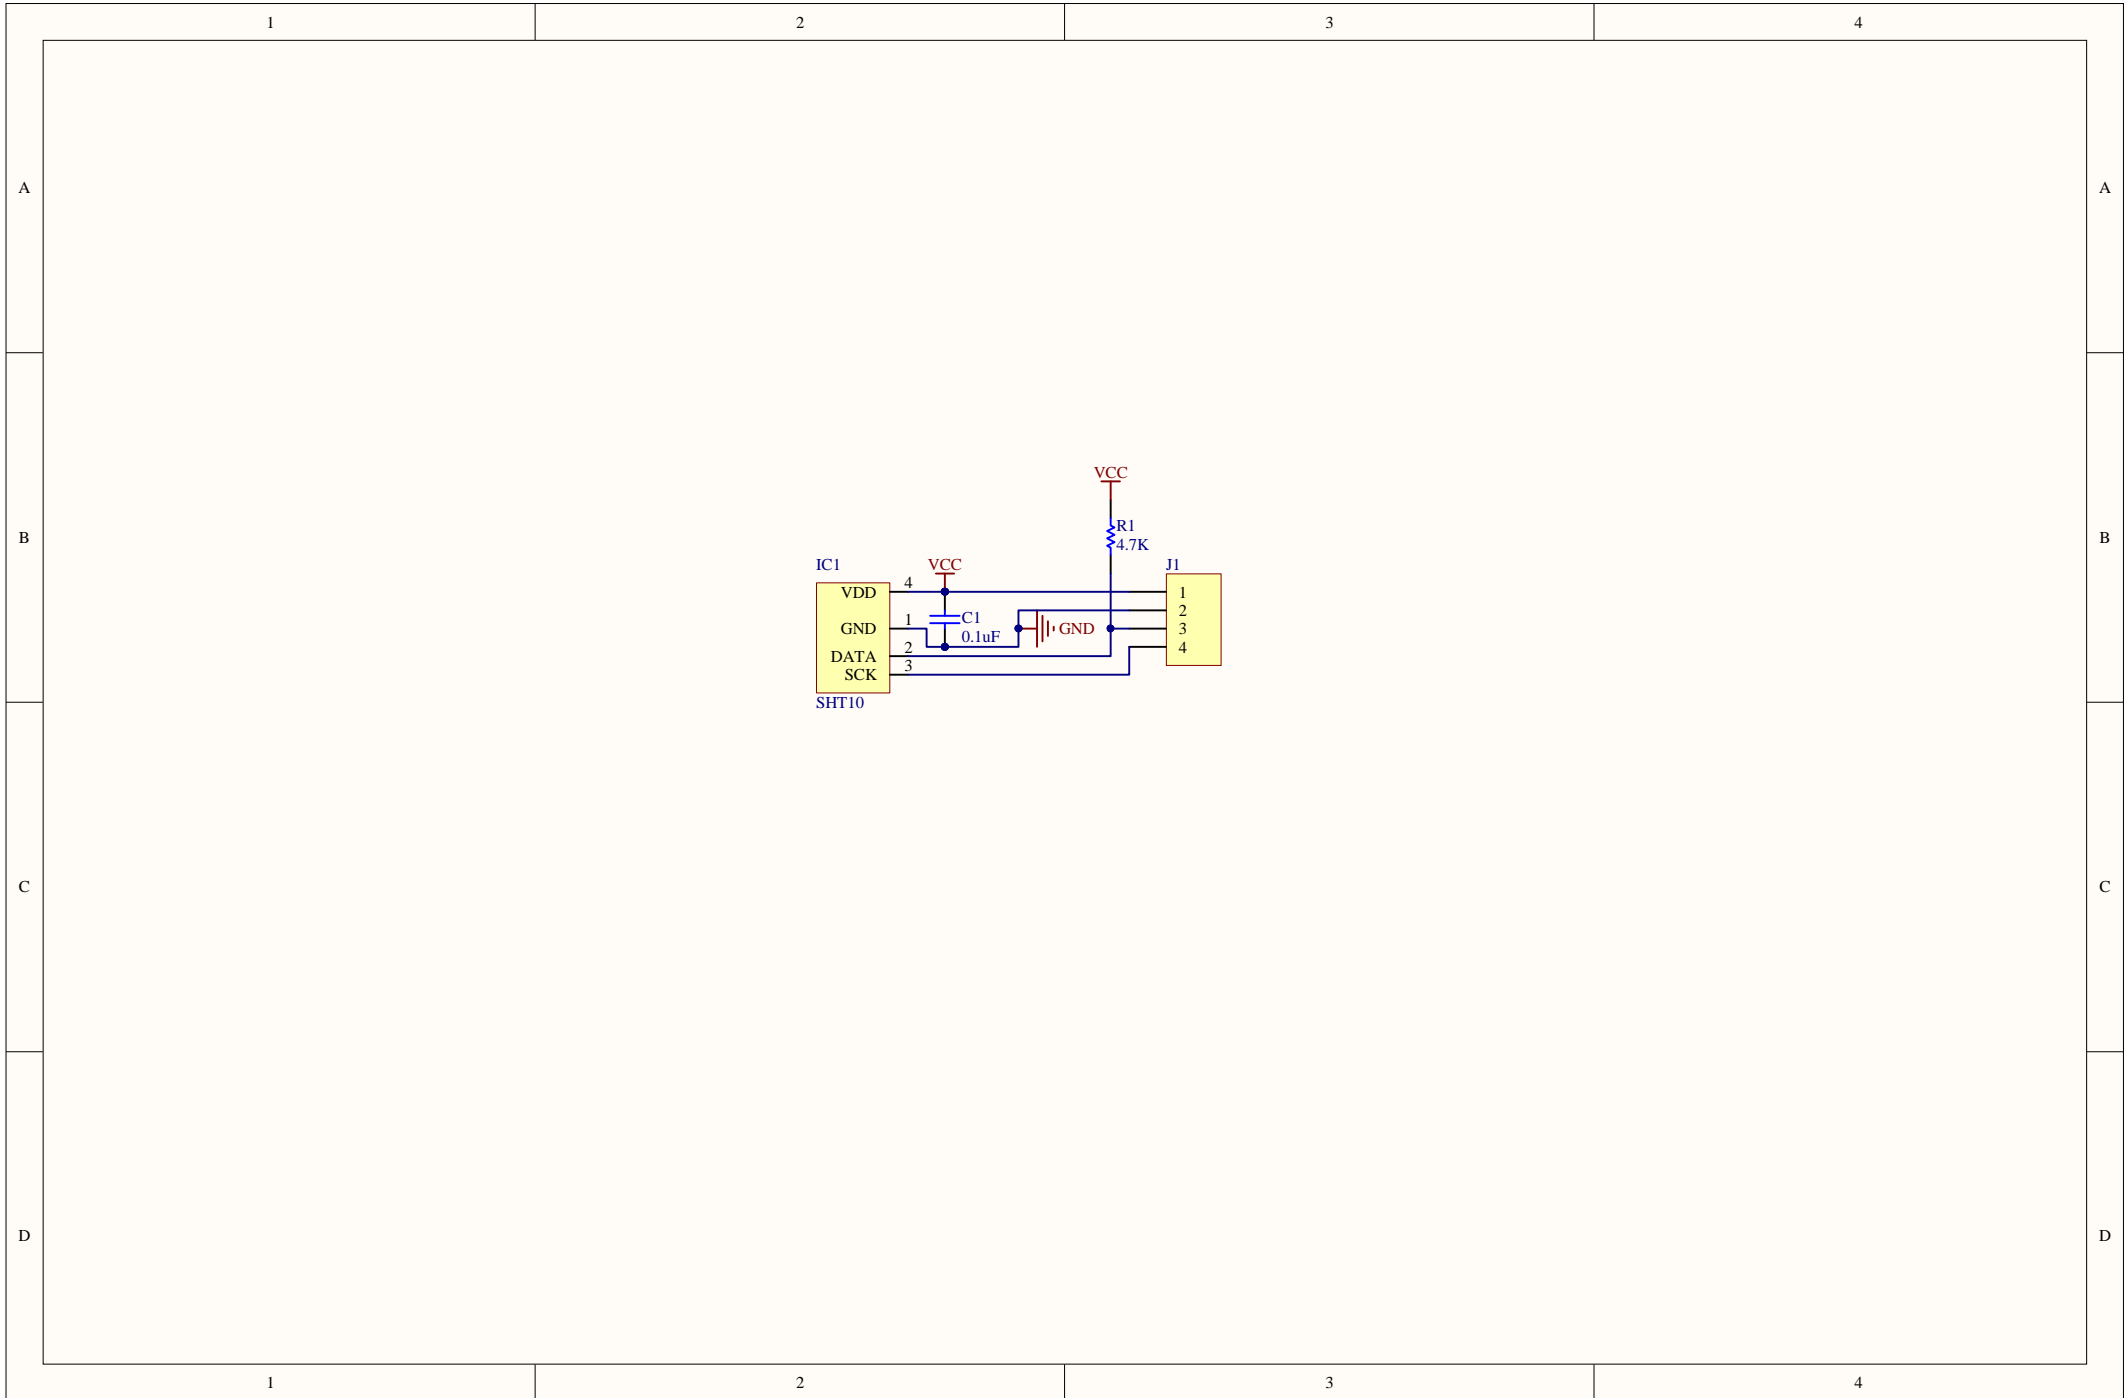 1 2 3 4
A A
VCC
R1
B B
4.7K
IC1 VCC J1
4
VDD 1
2
1 C1
GND GND 3
0.1uF
2 4
DATA
3
SCK
SHT10
C C
D D
1 2 3 4